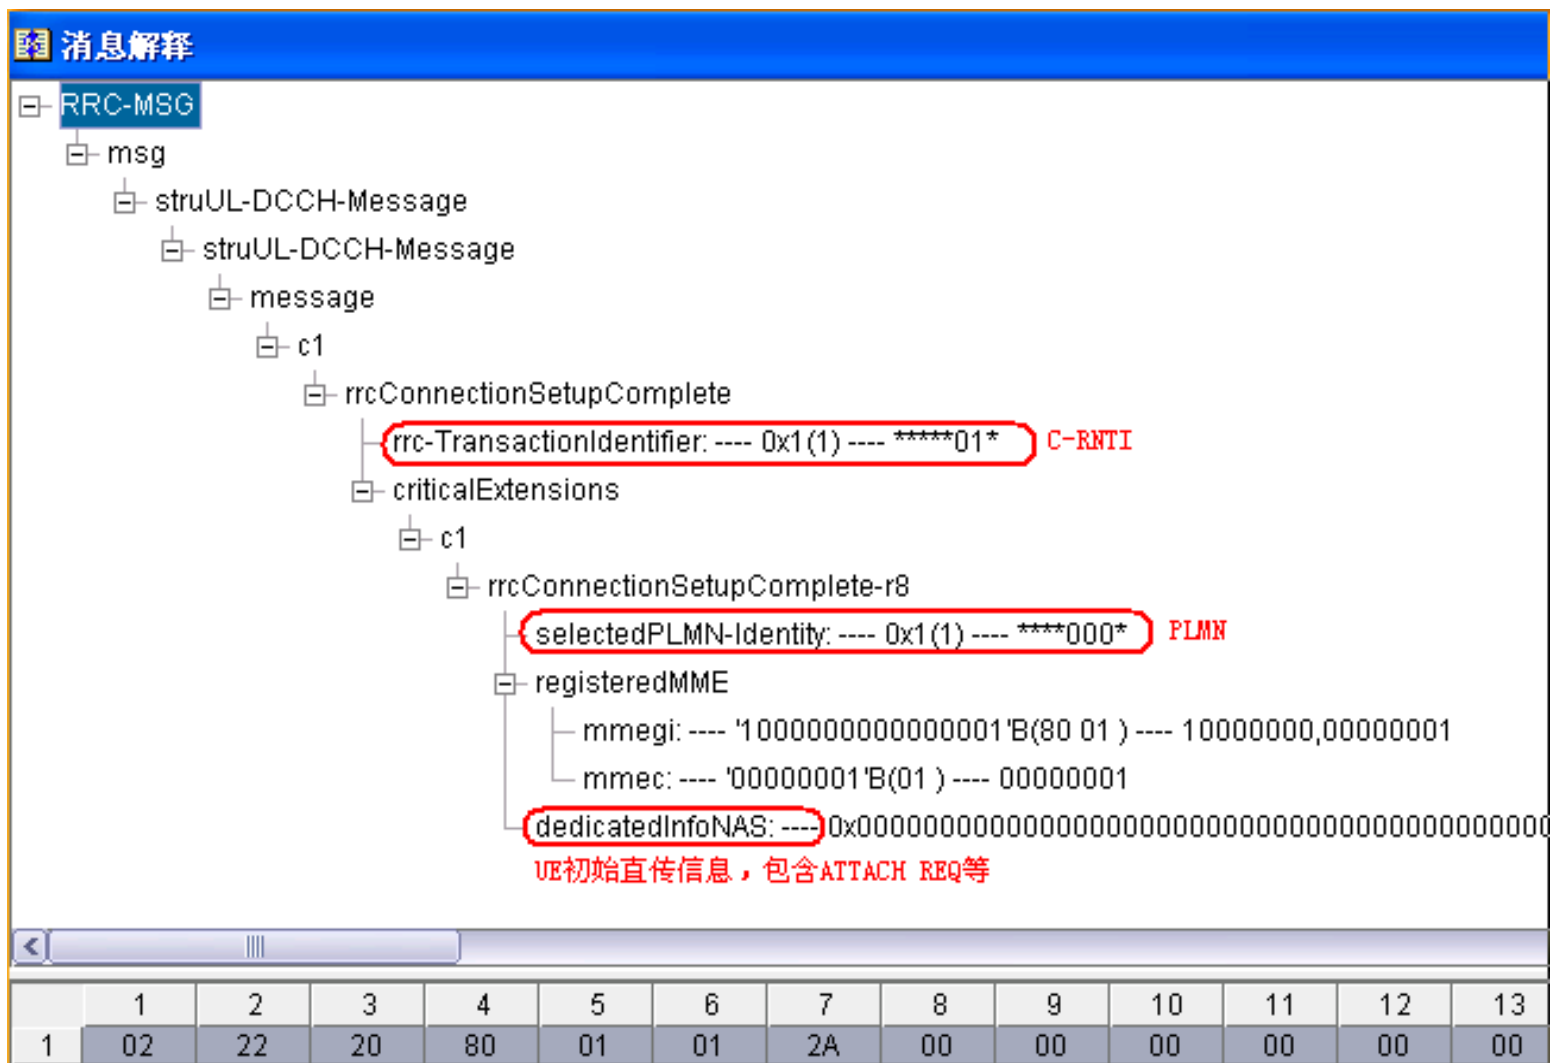 消息解释
RRC-MSG
msg
struUL-DCCH-Message
struUL-DCCH-Message
message
c1
rrcConnectionSetupComplete
rrc-TransactionIdentifier: ---- 0x1(1) ---- *****01* C-RNTI
criticalExtensions
c1
rrcConnectionSetupComplete-r8
selectedPLMN-Identity: ---- 0x1(1) ---- ****000* PLMN
registeredMME
mmegi: ---- '1000000000000001'B(80 01 ) ---- 10000000,00000001
mmec: ---- '00000001'B(01 ) ---- 00000001
dedicatedInfoNAS: ---- 0x00000000000000000000000000000000000000000
UE初始直传信息，包含ATTACH REQ等
1 2 3 4 5 6 7 8 9 10 11 12 13
1 02 22 20 80 01 01 2A 00 00 00 00 00 00